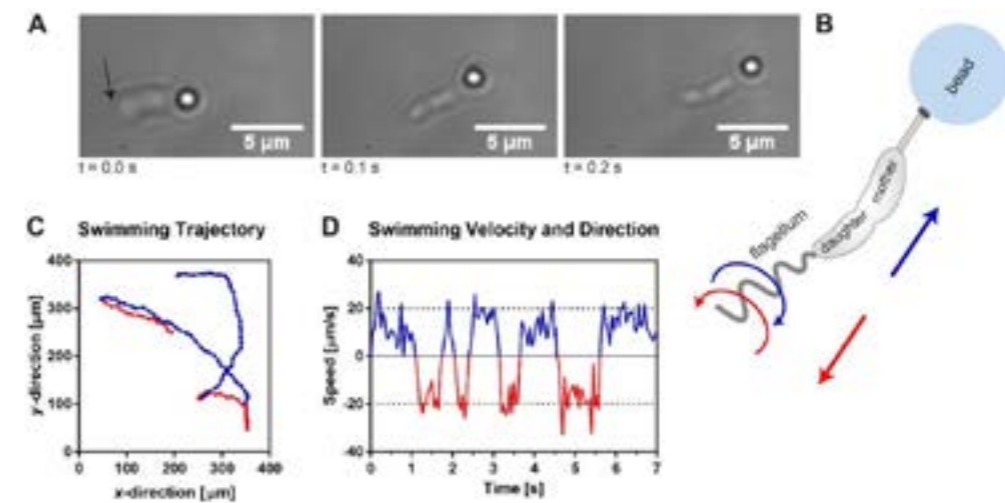 A
B
5 µm
5 µm
5 µm
t = 0.0 s
t = 0.1 s
t = 0.2 s
bead
mother
daughter
flagellum
C
Swimming Trajectory
400
300
200
100
0
0 100 200 300 400
y-direction [µm]
x-direction [µm]
D
Swimming Velocity and Direction
40
20
0
-20
-40
0 1 2 3 4 5 6 7
Speed [µm/s]
Time [s]